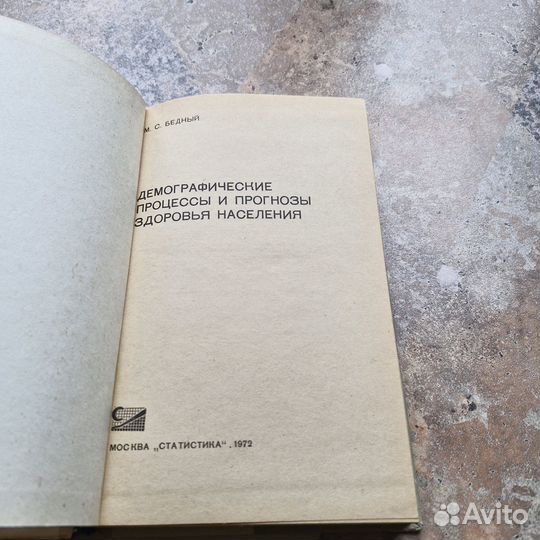 М. С. БЕДНЫЙ
ДЕМОГРАФИЧЕСКИЕ
ПРОЦЕССЫ И ПРОГНОЗЫ
ЗДОРОВЬЯ НАСЕЛЕНИЯ
МОСКВА „СТАТИСТИКА“, 1972
Avito